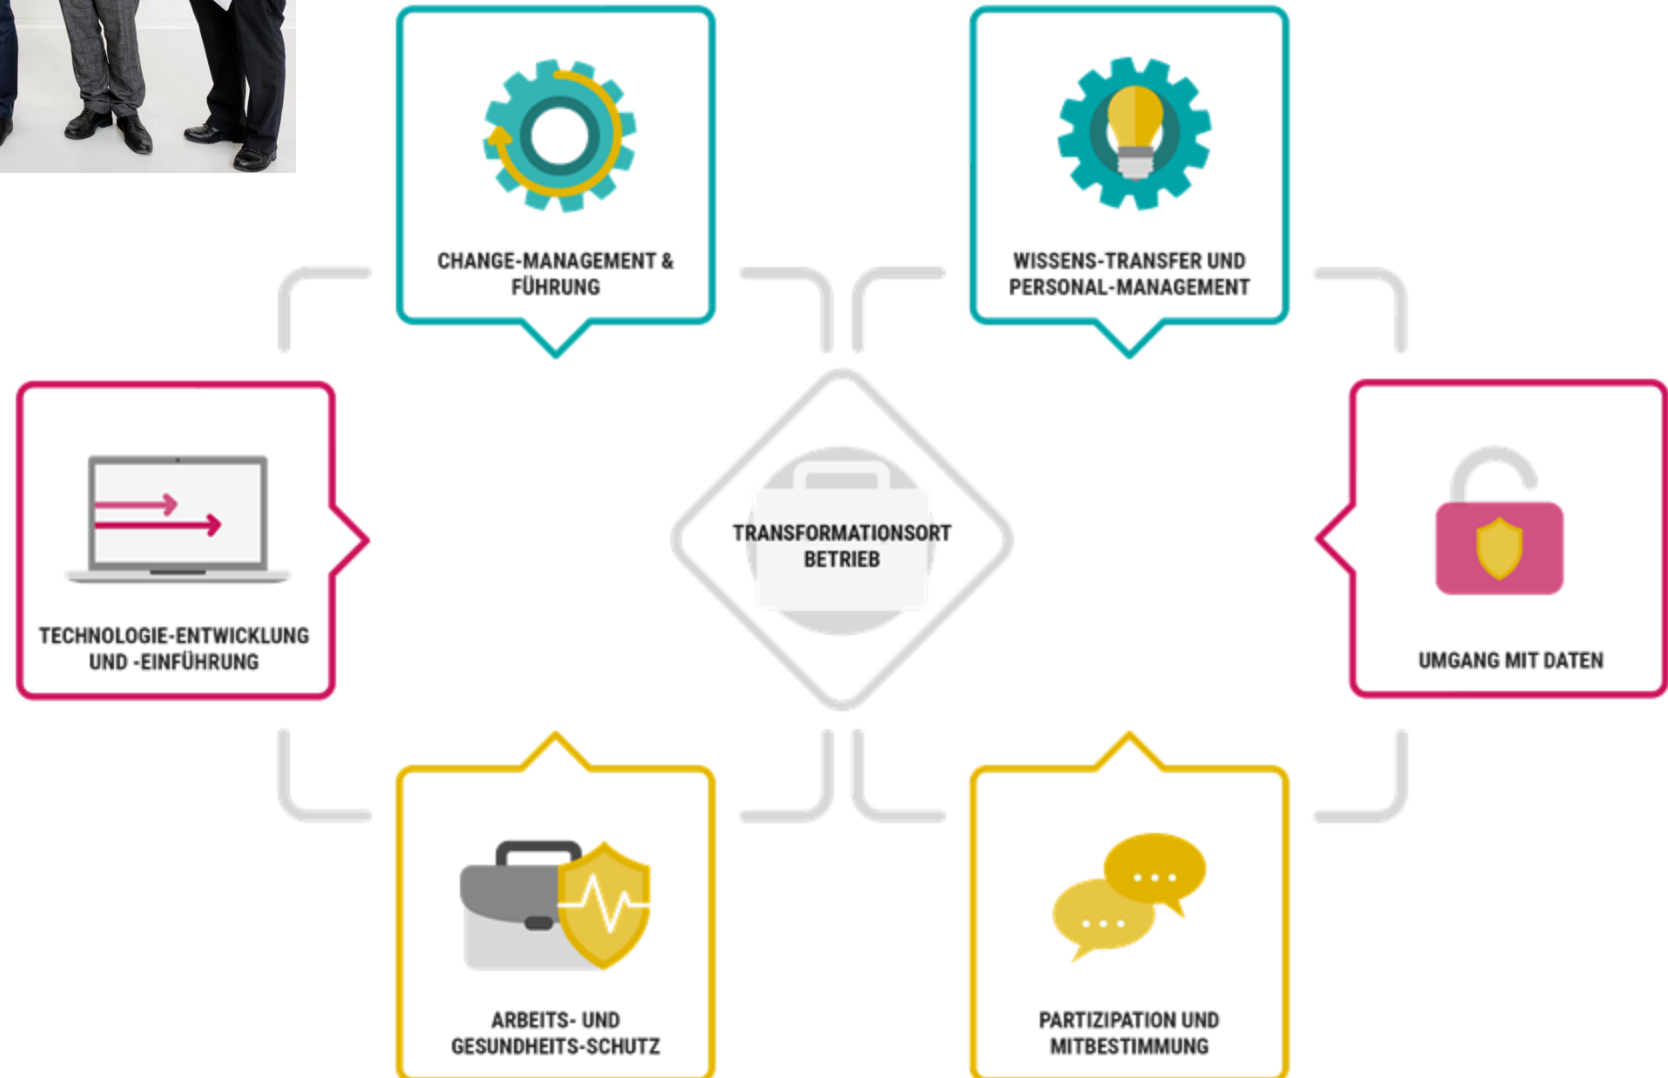 CHANGE-MANAGEMENT &
FÜHRUNG
WISSENS-TRANSFER UND
PERSONAL-MANAGEMENT
TECHNOLOGIE-ENTWICKLUNG
UND -EINFÜHRUNG
TRANSFORMATIONSORT
BETRIEB
UMGANG MIT DATEN
ARBEITS- UND
GESUNDHEITS-SCHUTZ
PARTIZIPATION UND
MITBESTIMMUNG